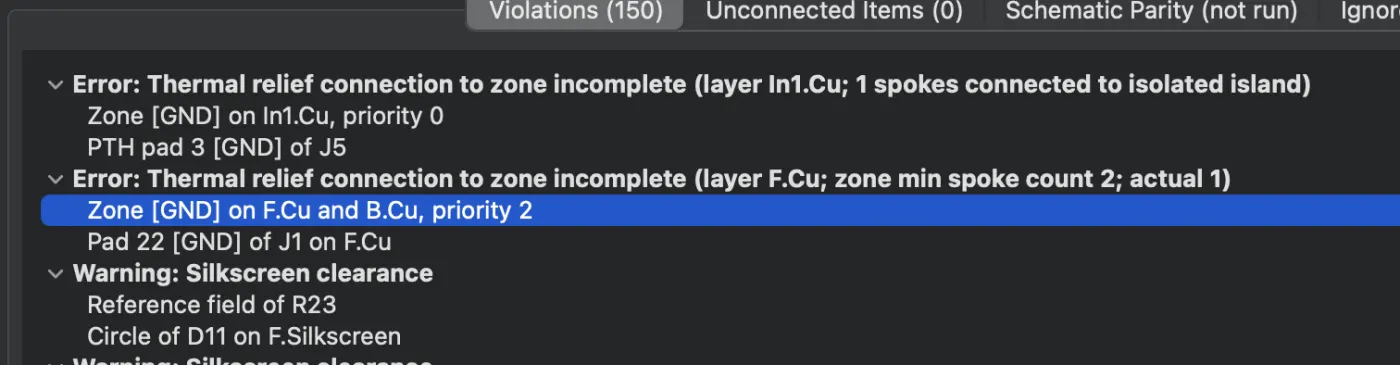 Violations (150) Unconnected Items (0) Schematic Parity (not run) Ignor
Error: Thermal relief connection to zone incomplete (layer In1.Cu; 1 spokes connected to isolated island)
Zone [GND] on In1.Cu, priority 0
PTH pad 3 [GND] of J5
Error: Thermal relief connection to zone incomplete (layer F.Cu; zone min spoke count 2; actual 1)
Zone [GND] on F.Cu and B.Cu, priority 2
Pad 22 [GND] of J1 on F.Cu
Warning: Silkscreen clearance
Reference field of R23
Circle of D11 on F.Silkscreen
Warning: Silkscreen clearance